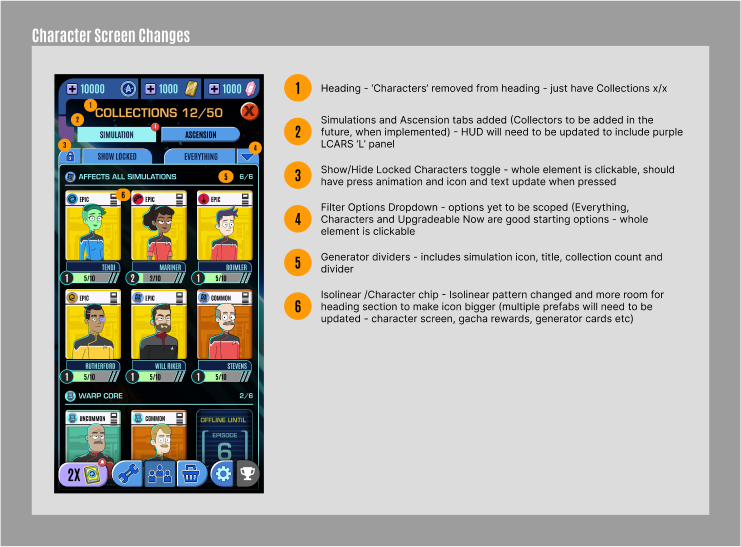 Character Screen Changes
10000
1000
1000
1
COLLECTIONS 12/50
2
SIMULATION
ASCENSION
3
4
SHOW LOCKED
EVERYTHING
AFFECTS ALL SIMULATIONS
5
6/6
6
EPIC
EPIC
EPIC
TENDI
MARINER
BOIMLER
1
5/10
2
2/10
1
5/10
EPIC
EPIC
COMMON
RUTHERFORD
WILL RIKER
STEVENS
1
5/10
1
5/10
1
5/10
WARP CORE
2/6
UNCOMMON
COMMON
OFFLINE UNTIL
EPISODE
6
2X
1
Heading - ‘Characters’ removed from heading - just have Collections x/x
2
Simulations and Ascension tabs added (Collectors to be added in the
future, when implemented) - HUD will need to be updated to include purple
LCARS ‘L’ panel
3
Show/Hide Locked Characters toggle - whole element is clickable, should
have press animation and icon and text update when pressed
4
Filter Options Dropdown - options yet to be scoped (Everything,
Characters and Upgradeable Now are good starting options - whole
element is clickable
5
Generator dividers - includes simulation icon, title, collection count and
divider
6
Isolinear /Character chip - Isolinear pattern changed and more room for
heading section to make icon bigger (multiple prefabs will need to be
updated - character screen, gacha rewards, generator cards etc)